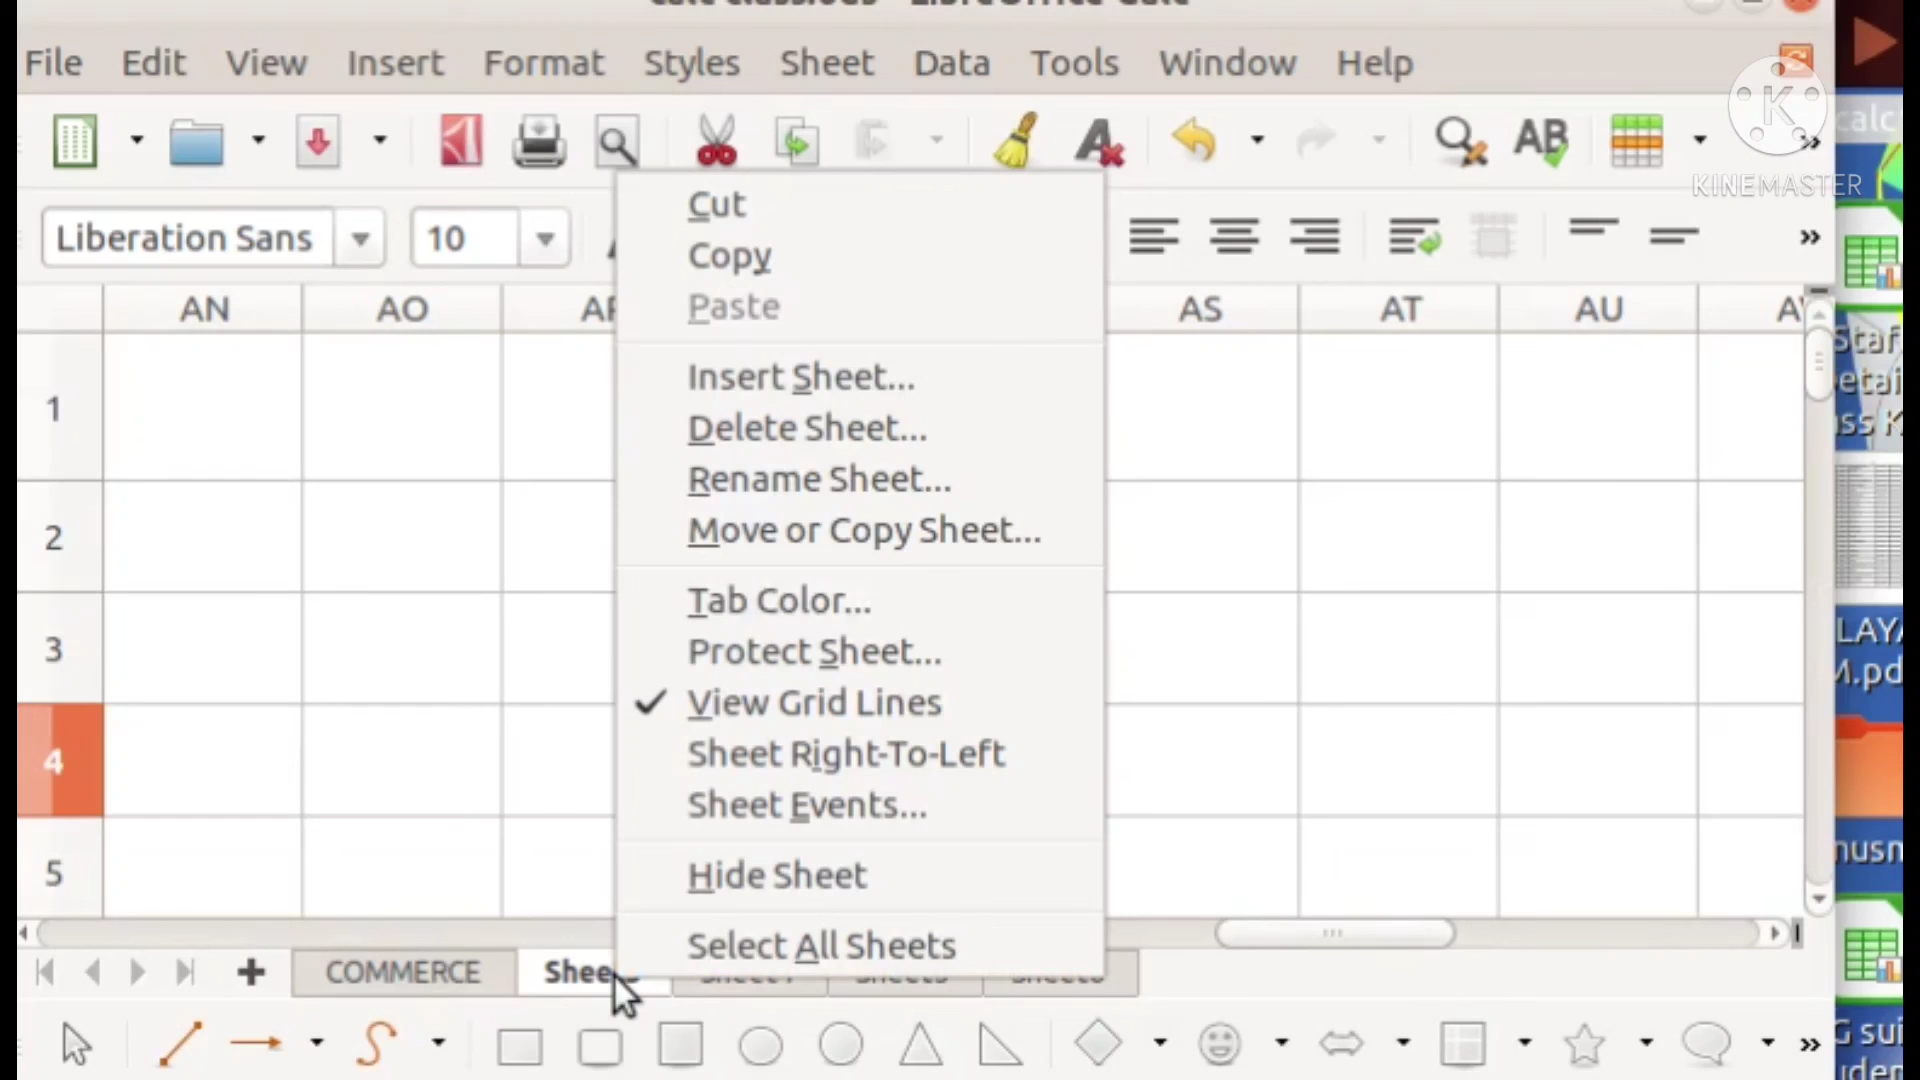 LibreOffice Calc
File Edit View Insert Format Styles Sheet Data Tools Window Help
KINEMASTER
Liberation Sans 10
AN AO AS AT AU
Cut
Copy
Paste
Insert Sheet...
Delete Sheet...
Rename Sheet...
Move or Copy Sheet...
Tab Color...
Protect Sheet...
View Grid Lines
Sheet Right-To-Left
Sheet Events...
Hide Sheet
Select All Sheets
1
2
3
4
5
COMMERCE
calc